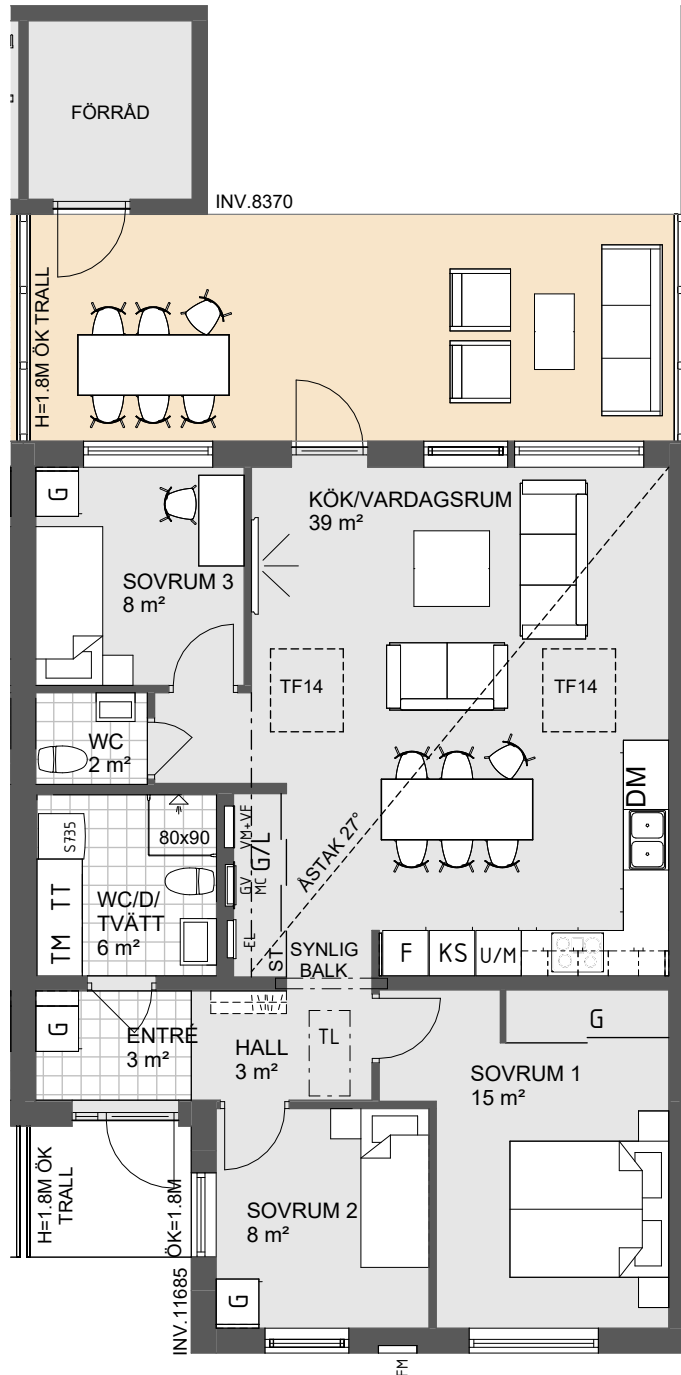 FÖRRÅD
INV.8370
H=1.8M ÖK TRALL
G
KÖK/VARDAGSRUM
39 m²
SOVRUM 3
8 m²
TF14
TF14
WC
2 m²
DM
80x90
S735
TT
TM
WC/D/
TVÄTT
6 m²
VM+VF
G/L
GV
MC
EL
ST
ÅSTAK 27°
SYNLIG
BALK
F
KS
U/M
G
ENTRÉ
3 m²
HALL
3 m²
TL
G
SOVRUM 1
15 m²
H=1.8M ÖK
TRALL
ÖK=1.8M
SOVRUM 2
8 m²
G
INV.11685
FM